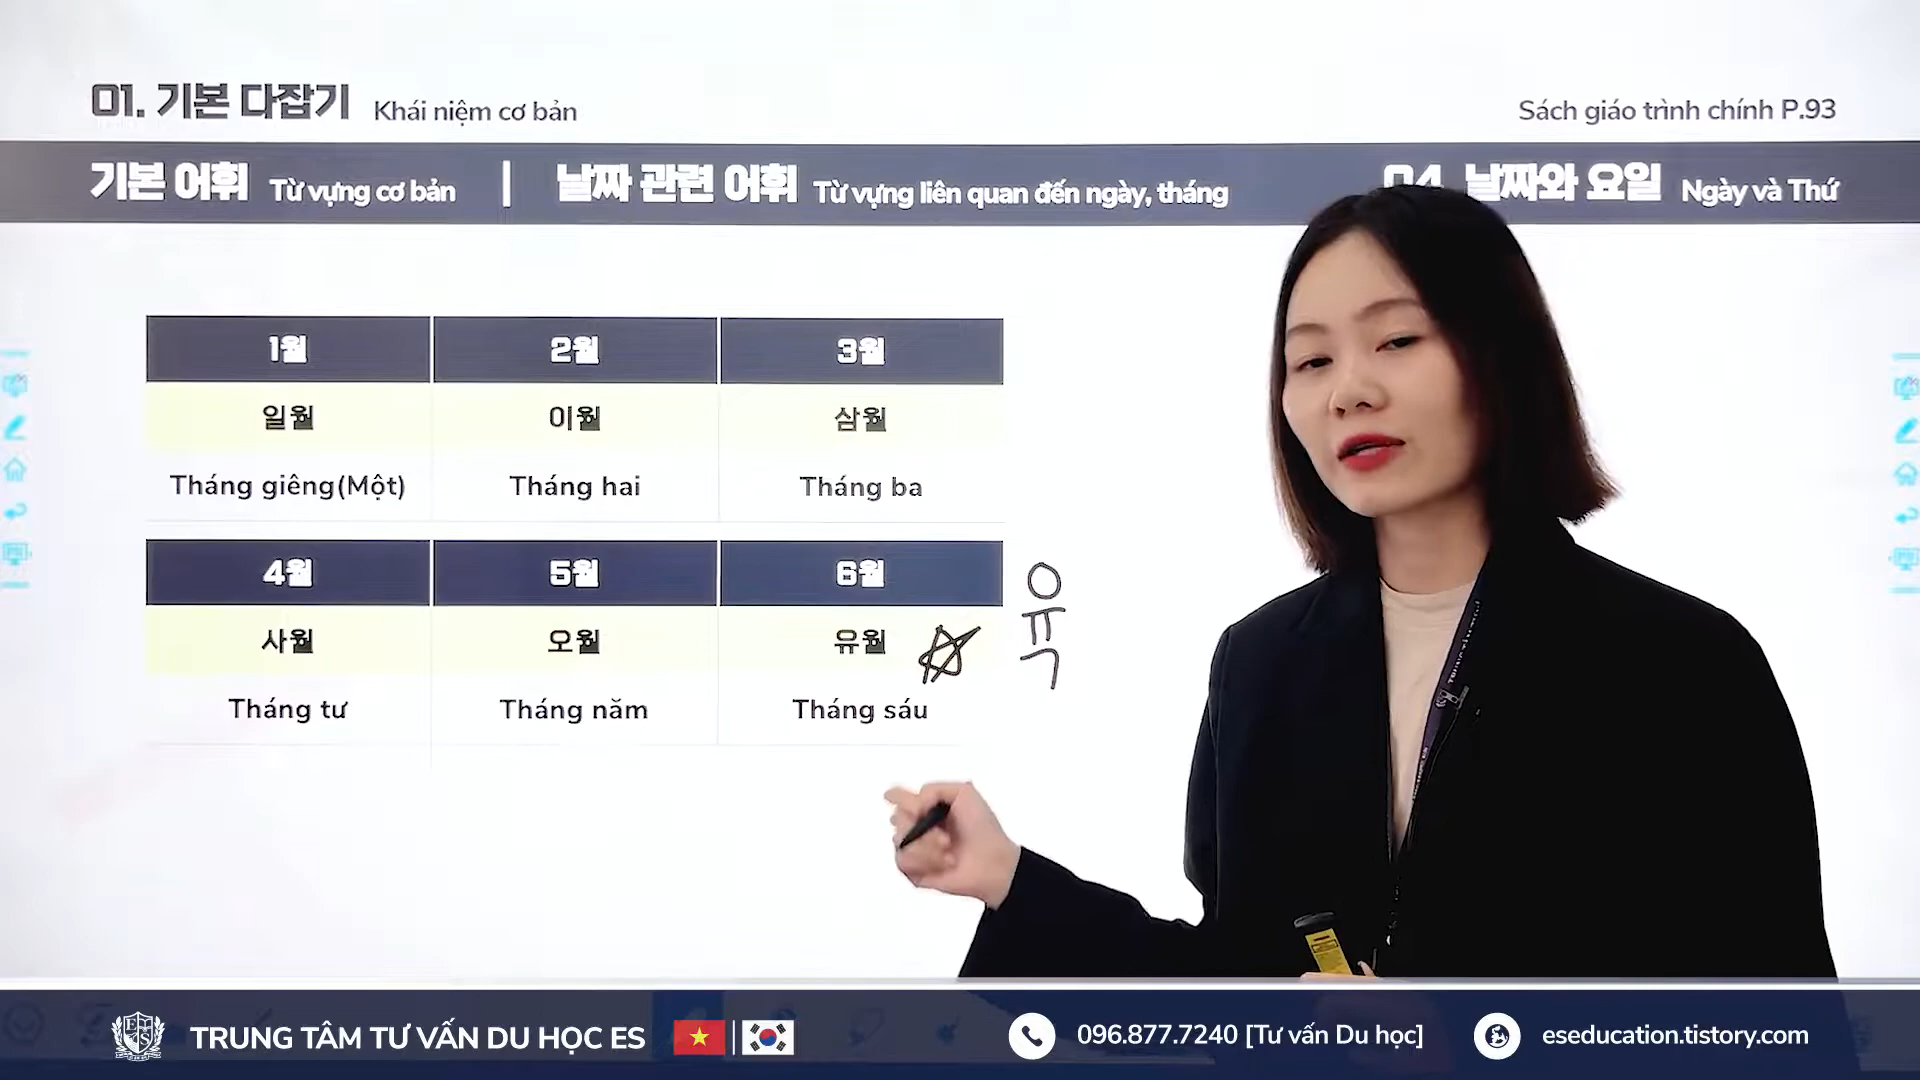 01. 기본 다잡기 Khái niệm cơ bản
Sách giáo trình chính P.93
기본 어휘 Từ vựng cơ bản | 날짜 관련 어휘 Từ vựng liên quan đến ngày, tháng
04. 날짜와 요일 Ngày và Thứ
1월 2월 3월
일월 이월 삼월
Tháng giêng(Một) Tháng hai Tháng ba
4월 5월 6월
사월 오월 유월
Tháng tư Tháng năm Tháng sáu
육
TRUNG TÂM TƯ VẤN DU HỌC ES
096.877.7240 [Tư vấn Du học]
eseducation.tistory.com